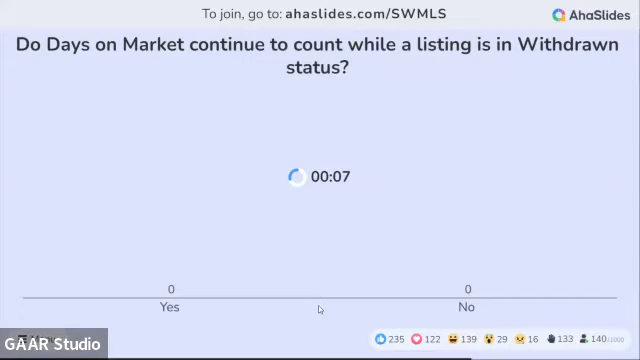 To join, go to: ahaslides.com/SWMLS
AhaSlides
Do Days on Market continue to count while a listing is in Withdrawn
status?
00:07
0
0
Yes
No
GAAR Studio
235
122
139
29
16
133
140/1000